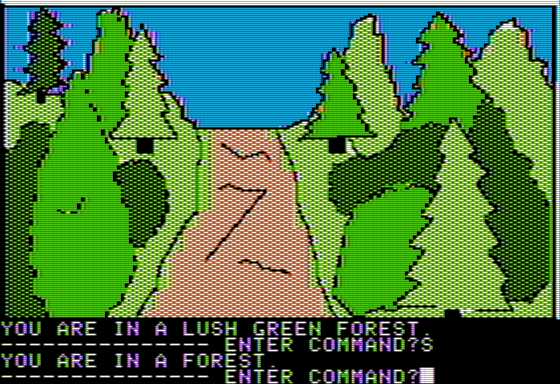 YOU ARE IN A LUSH GREEN FOREST.
--------------- ENTER COMMAND?S
YOU ARE IN A FOREST.
--------------- ENTER COMMAND?